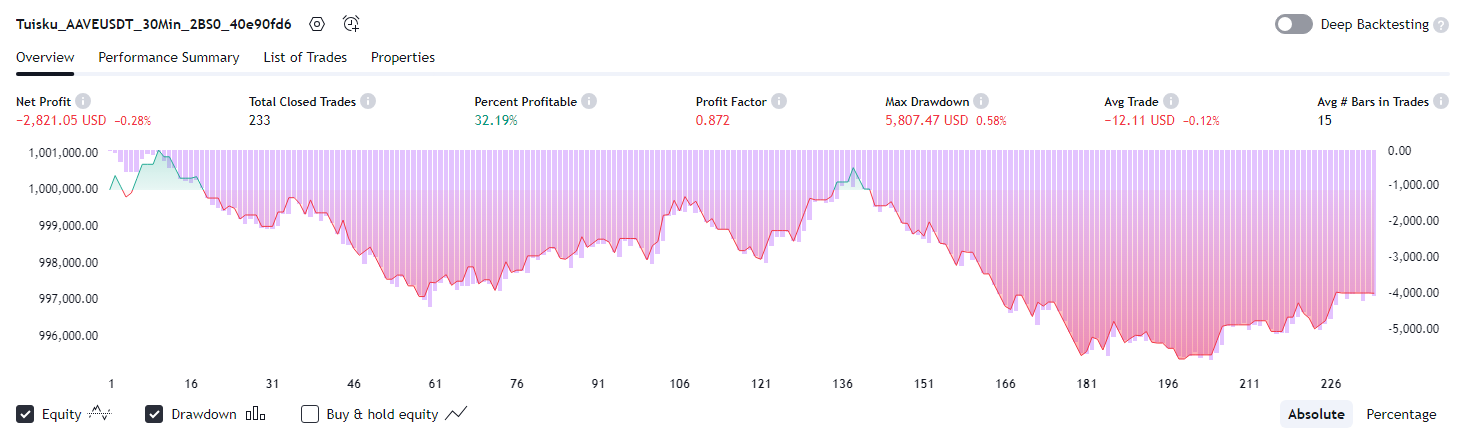 Tuisku_AAVEUSDT_30Min_2BS0_40e90fd6 Deep Backtesting ?
Overview Performance Summary List of Trades Properties
Net Profit i Total Closed Trades i Percent Profitable i Profit Factor i Max Drawdown i Avg Trade i Avg # Bars in Trades i
−2,821.05 USD −0.28% 233 32.19% 0.872 5,807.47 USD 0.58% −12.11 USD −0.12% 15
1,001,000.00 0.00
1,000,000.00 -1,000.00
999,000.00 -2,000.00
998,000.00 -3,000.00
997,000.00 -4,000.00
996,000.00 -5,000.00
1 16 31 46 61 76 91 106 121 136 151 166 181 196 211 226
Equity Drawdown Buy & hold equity Absolute Percentage